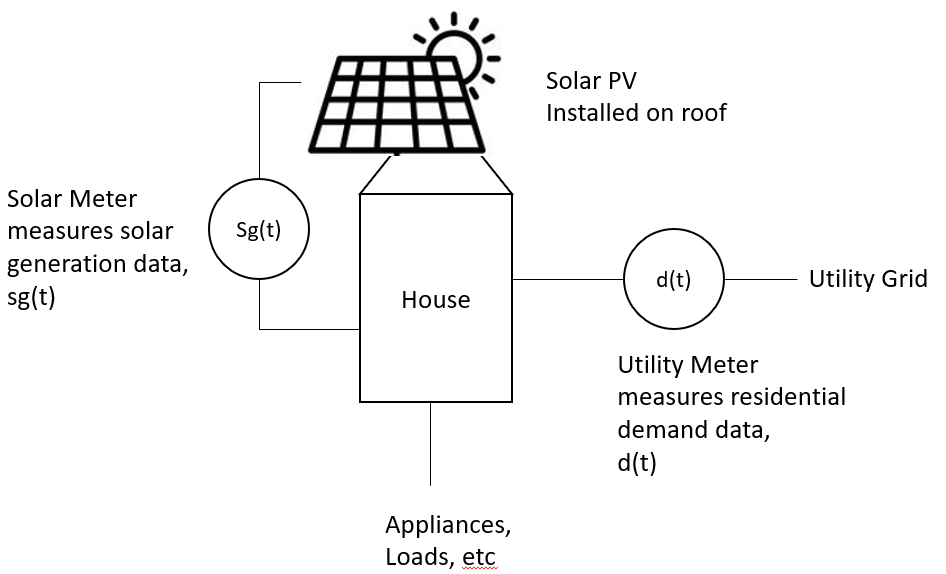 Solar PV
Installed on roof
Solar Meter
measures solar
generation data,
sg(t)
Sg(t)
House
d(t)
Utility Grid
Utility Meter
measures residential
demand data,
d(t)
Appliances,
Loads, etc